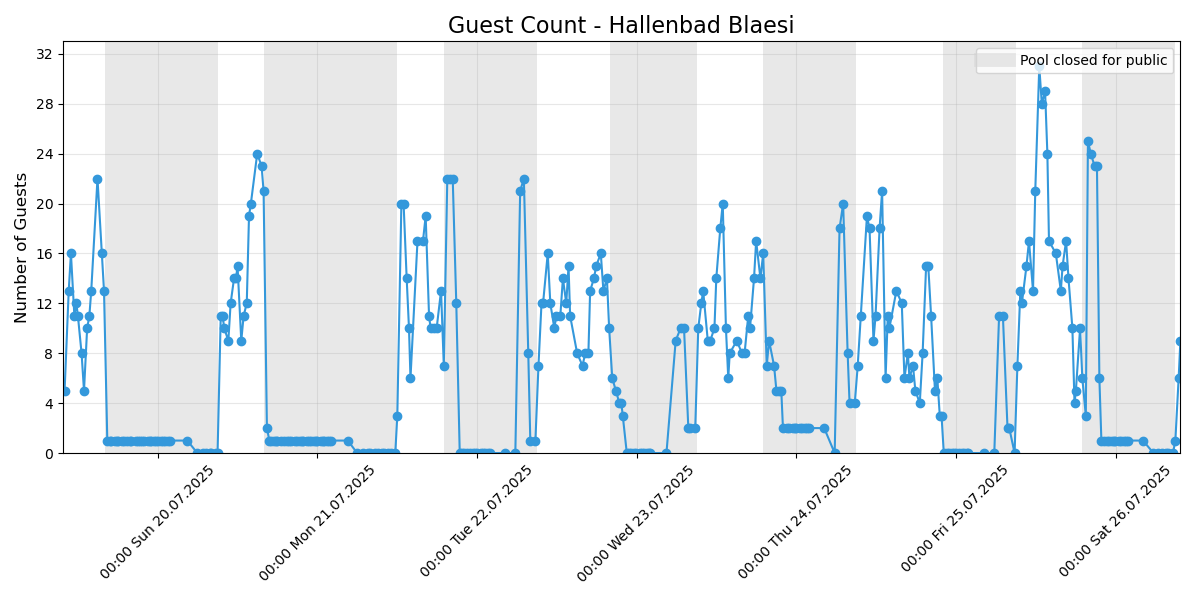 Guest Count - Hallenbad Blaesi
Number of Guests
32
28
24
20
16
12
8
4
0
Pool closed for public
00:00 Sun 20.07.2025
00:00 Mon 21.07.2025
00:00 Tue 22.07.2025
00:00 Wed 23.07.2025
00:00 Thu 24.07.2025
00:00 Fri 25.07.2025
00:00 Sat 26.07.2025